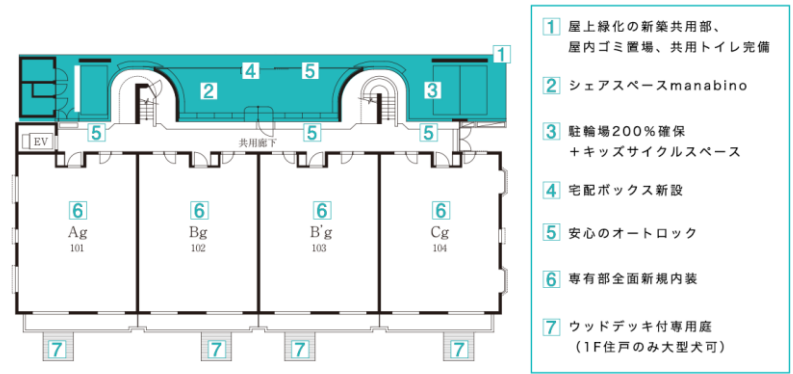 1
4
5
2
3
5
5
5
EV
共用廊下
6
6
6
6
Ag
Bg
B'g
Cg
101
102
103
104
7
7
7
7
1 屋上緑化の新築共用部、
屋内ゴミ置場、共用トイレ完備
2 シェアスペースmanabino
3 駐輪場200%確保
+キッズサイクルスペース
4 宅配ボックス新設
5 安心のオートロック
6 専有部全面新規内装
7 ウッドデッキ付専用庭
(1F住戸のみ大型犬可)